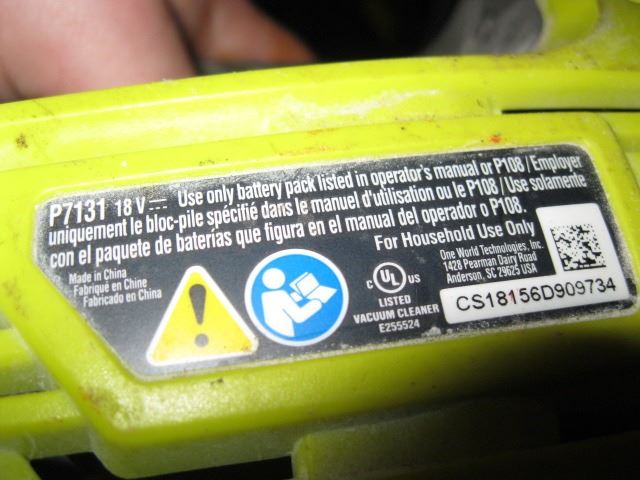 P7131 18 V Use only battery pack listed in operator's manual or P108 / Employer
uniquement le bloc-pile spécifié dans le manuel d'utilisation ou le P108 / Use solamente
con el paquete de baterías que figura en el manual del operador o P108.
For Household Use Only
Made in China
Fabriqué en Chine
Fabricado en China
C UL US
LISTED
VACUUM CLEANER
E255524
One World Technologies, Inc.
1428 Pearman Dairy Road
Anderson, SC 29625 USA
CS18156D909734